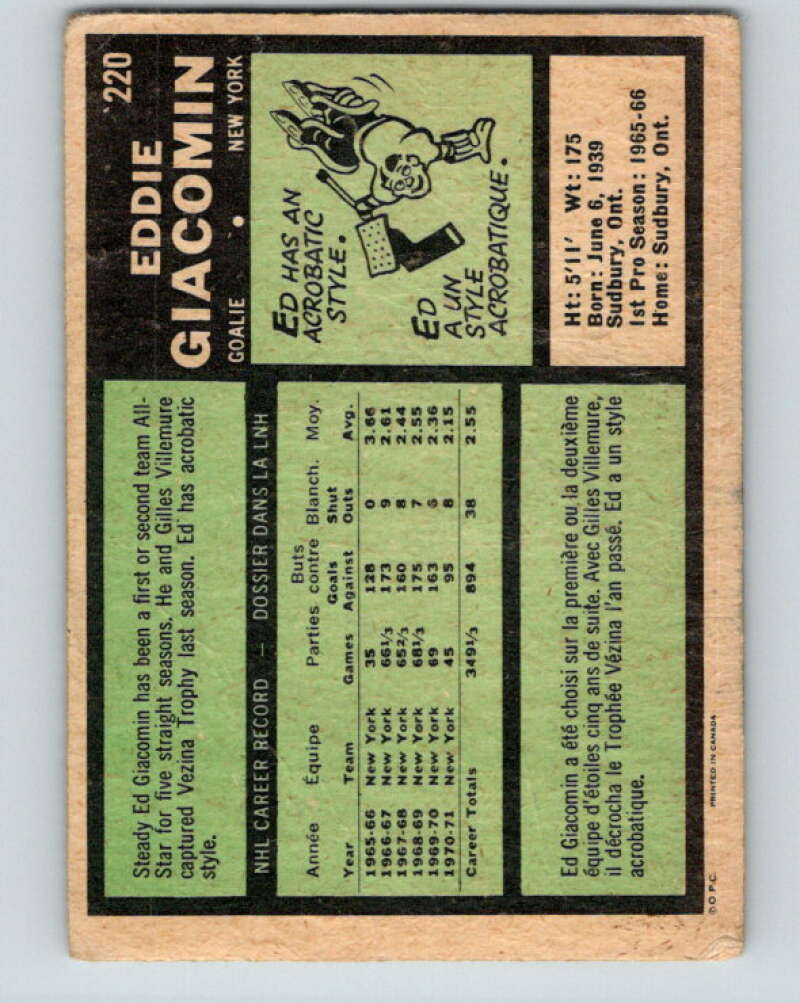 220
EDDIE
GIACOMIN
GOALIE • NEW YORK
Steady Ed Giacomin has been a first or second team All-
Star for five straight seasons. He and Gilles Villemure
captured Vezina Trophy last season. Ed has acrobatic
style.
ED HAS AN
ACROBATIC
STYLE.
ED
A UN
STYLE
ACROBATIQUE.
Ht: 5'11' Wt: 175
Born: June 6, 1939
Sudbury, Ont.
1st Pro Season: 1965-66
Home: Sudbury, Ont.
NHL CAREER RECORD — DOSSIER DANS LA LNH
Buts
Année Équipe Parties contre Blanch. Moy.
Goals Shut
Year Team Games Against Outs Avg.
1965-66 New York 35 128 0 3.66
1966-67 New York 66⅓ 173 9 2.61
1967-68 New York 65⅔ 160 8 2.44
1968-69 New York 68⅓ 175 7 2.55
1969-70 New York 69 163 6 2.36
1970-71 New York 45 95 8 2.15
Career Totals 349⅓ 894 38 2.55
Ed Giacomin a été choisi sur la première ou la deuxième
équipe d'étoiles cinq ans de suite. Avec Gilles Villemure,
il décrocha le Trophée Vézina l'an passé. Ed a un style
acrobatique.
© O.P.C. PRINTED IN CANADA